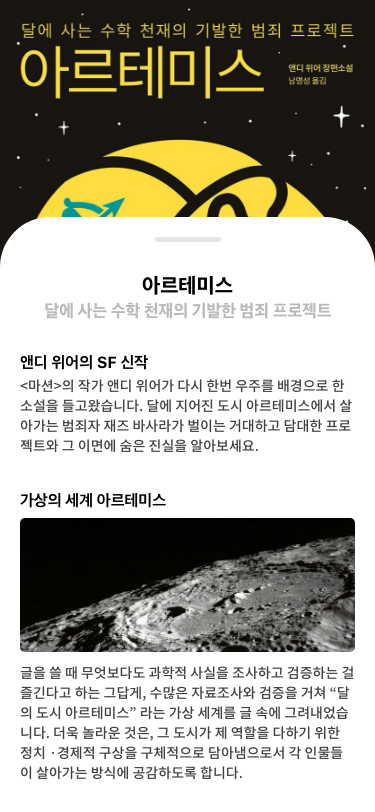 달에 사는 수학 천재의 기발한 범죄 프로젝트
아르테미스
앤디 위어 장편소설
남명성 옮김
아르테미스
달에 사는 수학 천재의 기발한 범죄 프로젝트
앤디 위어의 SF 신작
<마션>의 작가 앤디 위어가 다시 한번 우주를 배경으로 한
소설을 들고왔습니다. 달에 지어진 도시 아르테미스에서 살
아가는 범죄자 재즈 바샤라가 벌이는 거대하고 담대한 프로
젝트와 그 이면에 숨은 진실을 알아보세요.
가상의 세계 아르테미스
글을 쓸 때 무엇보다도 과학적 사실을 조사하고 검증하는 걸
즐긴다고 하는 그답게, 수많은 자료조사와 검증을 거쳐 “달
의 도시 아르테미스” 라는 가상 세계를 글 속에 그려내었습
니다. 더욱 놀라운 것은, 그 도시가 제 역할을 다하기 위한
정치 · 경제적 구상을 구체적으로 담아냄으로서 각 인물들
이 살아가는 방식에 공감하도록 합니다.